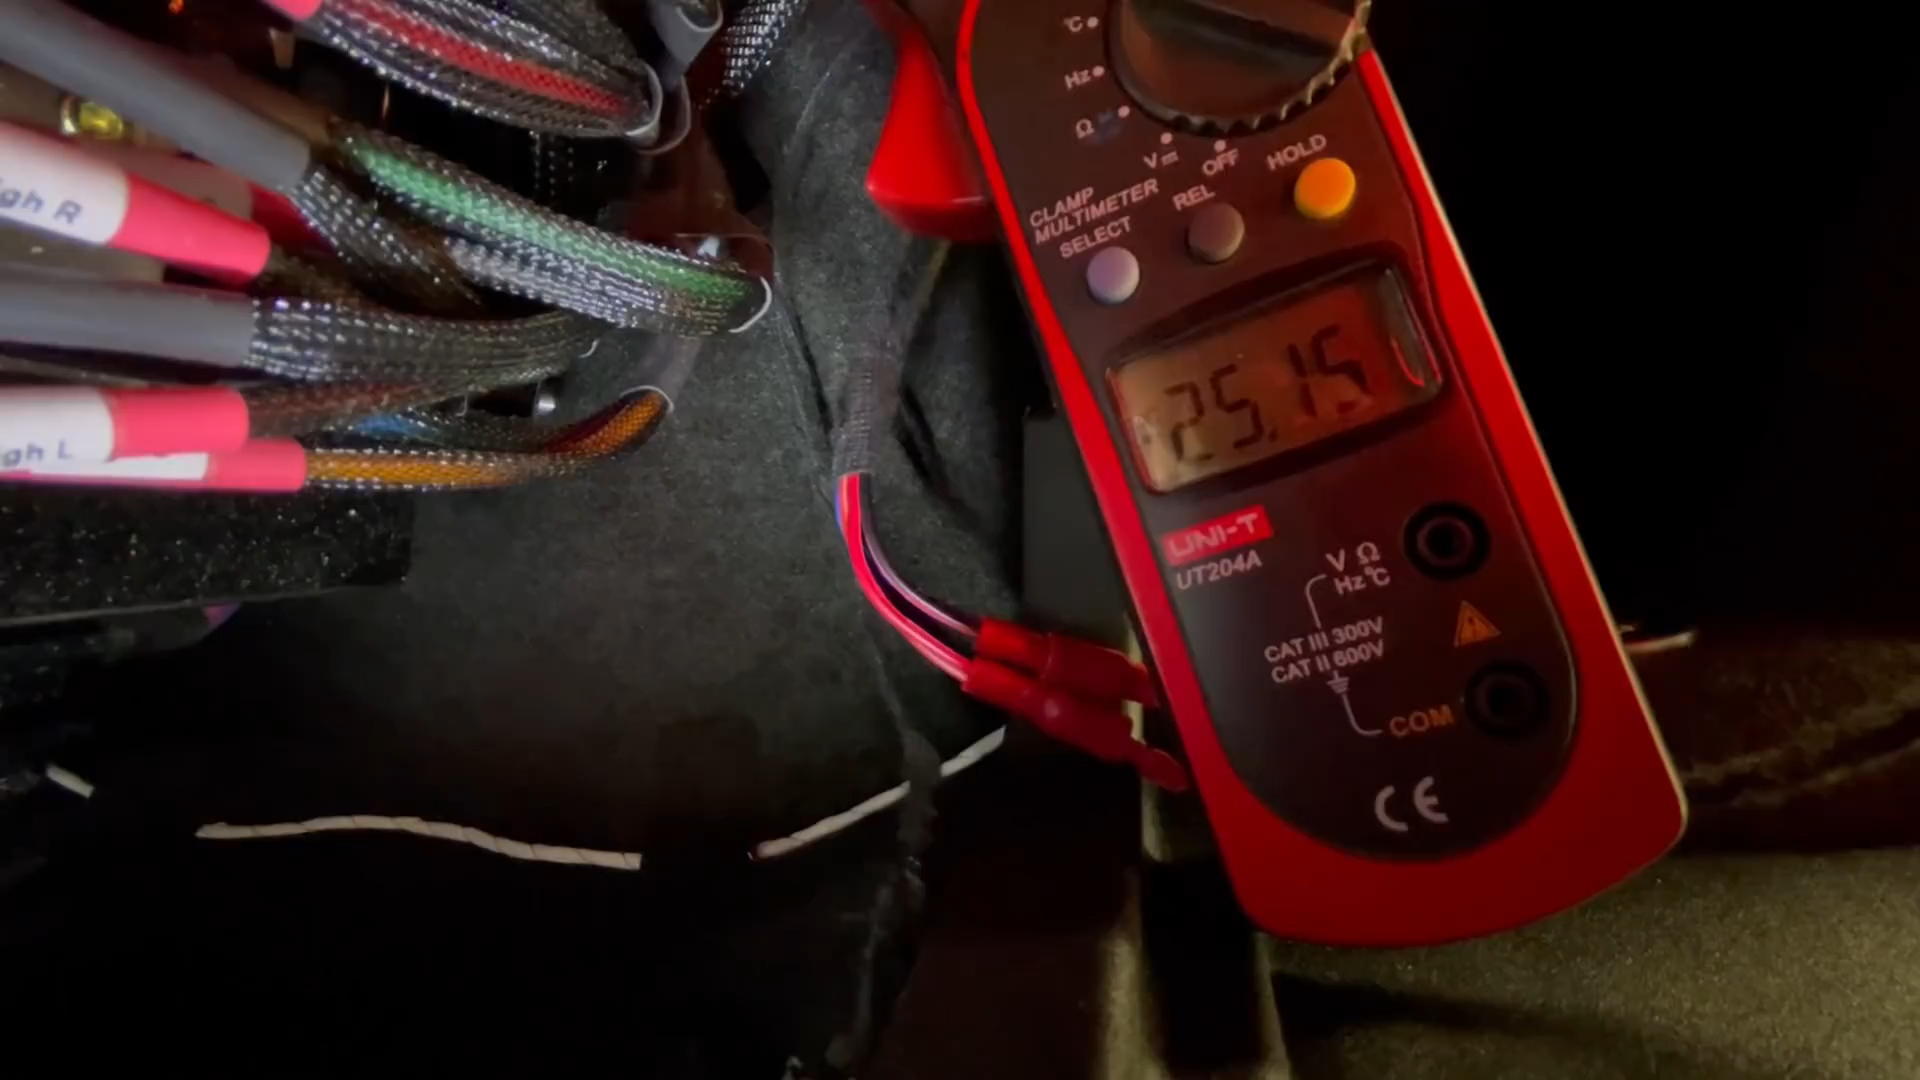 °C
Hz
Ω
V
OFF
HOLD
CLAMP
MULTIMETER
REL
SELECT
25.15
UNI-T
UT204A
V Ω
Hz°C
CAT III 300V
CAT II 600V
COM
CE
gh R
gh L